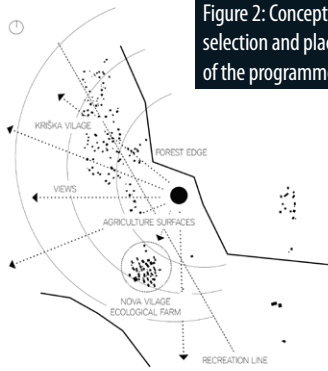 Figure 2: Concept
selection and plac
of the programme
KRIŠKA VILAGE
FOREST EDGE
VIEWS
AGRICULTURE SURFACES
NOVA VILAGE
ECOLOGICAL FARM
RECREATION LINE